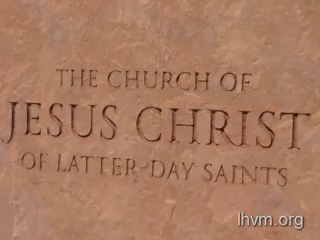 THE CHURCH OF
JESUS CHRIST
OF LATTER-DAY SAINTS
lhvm.org